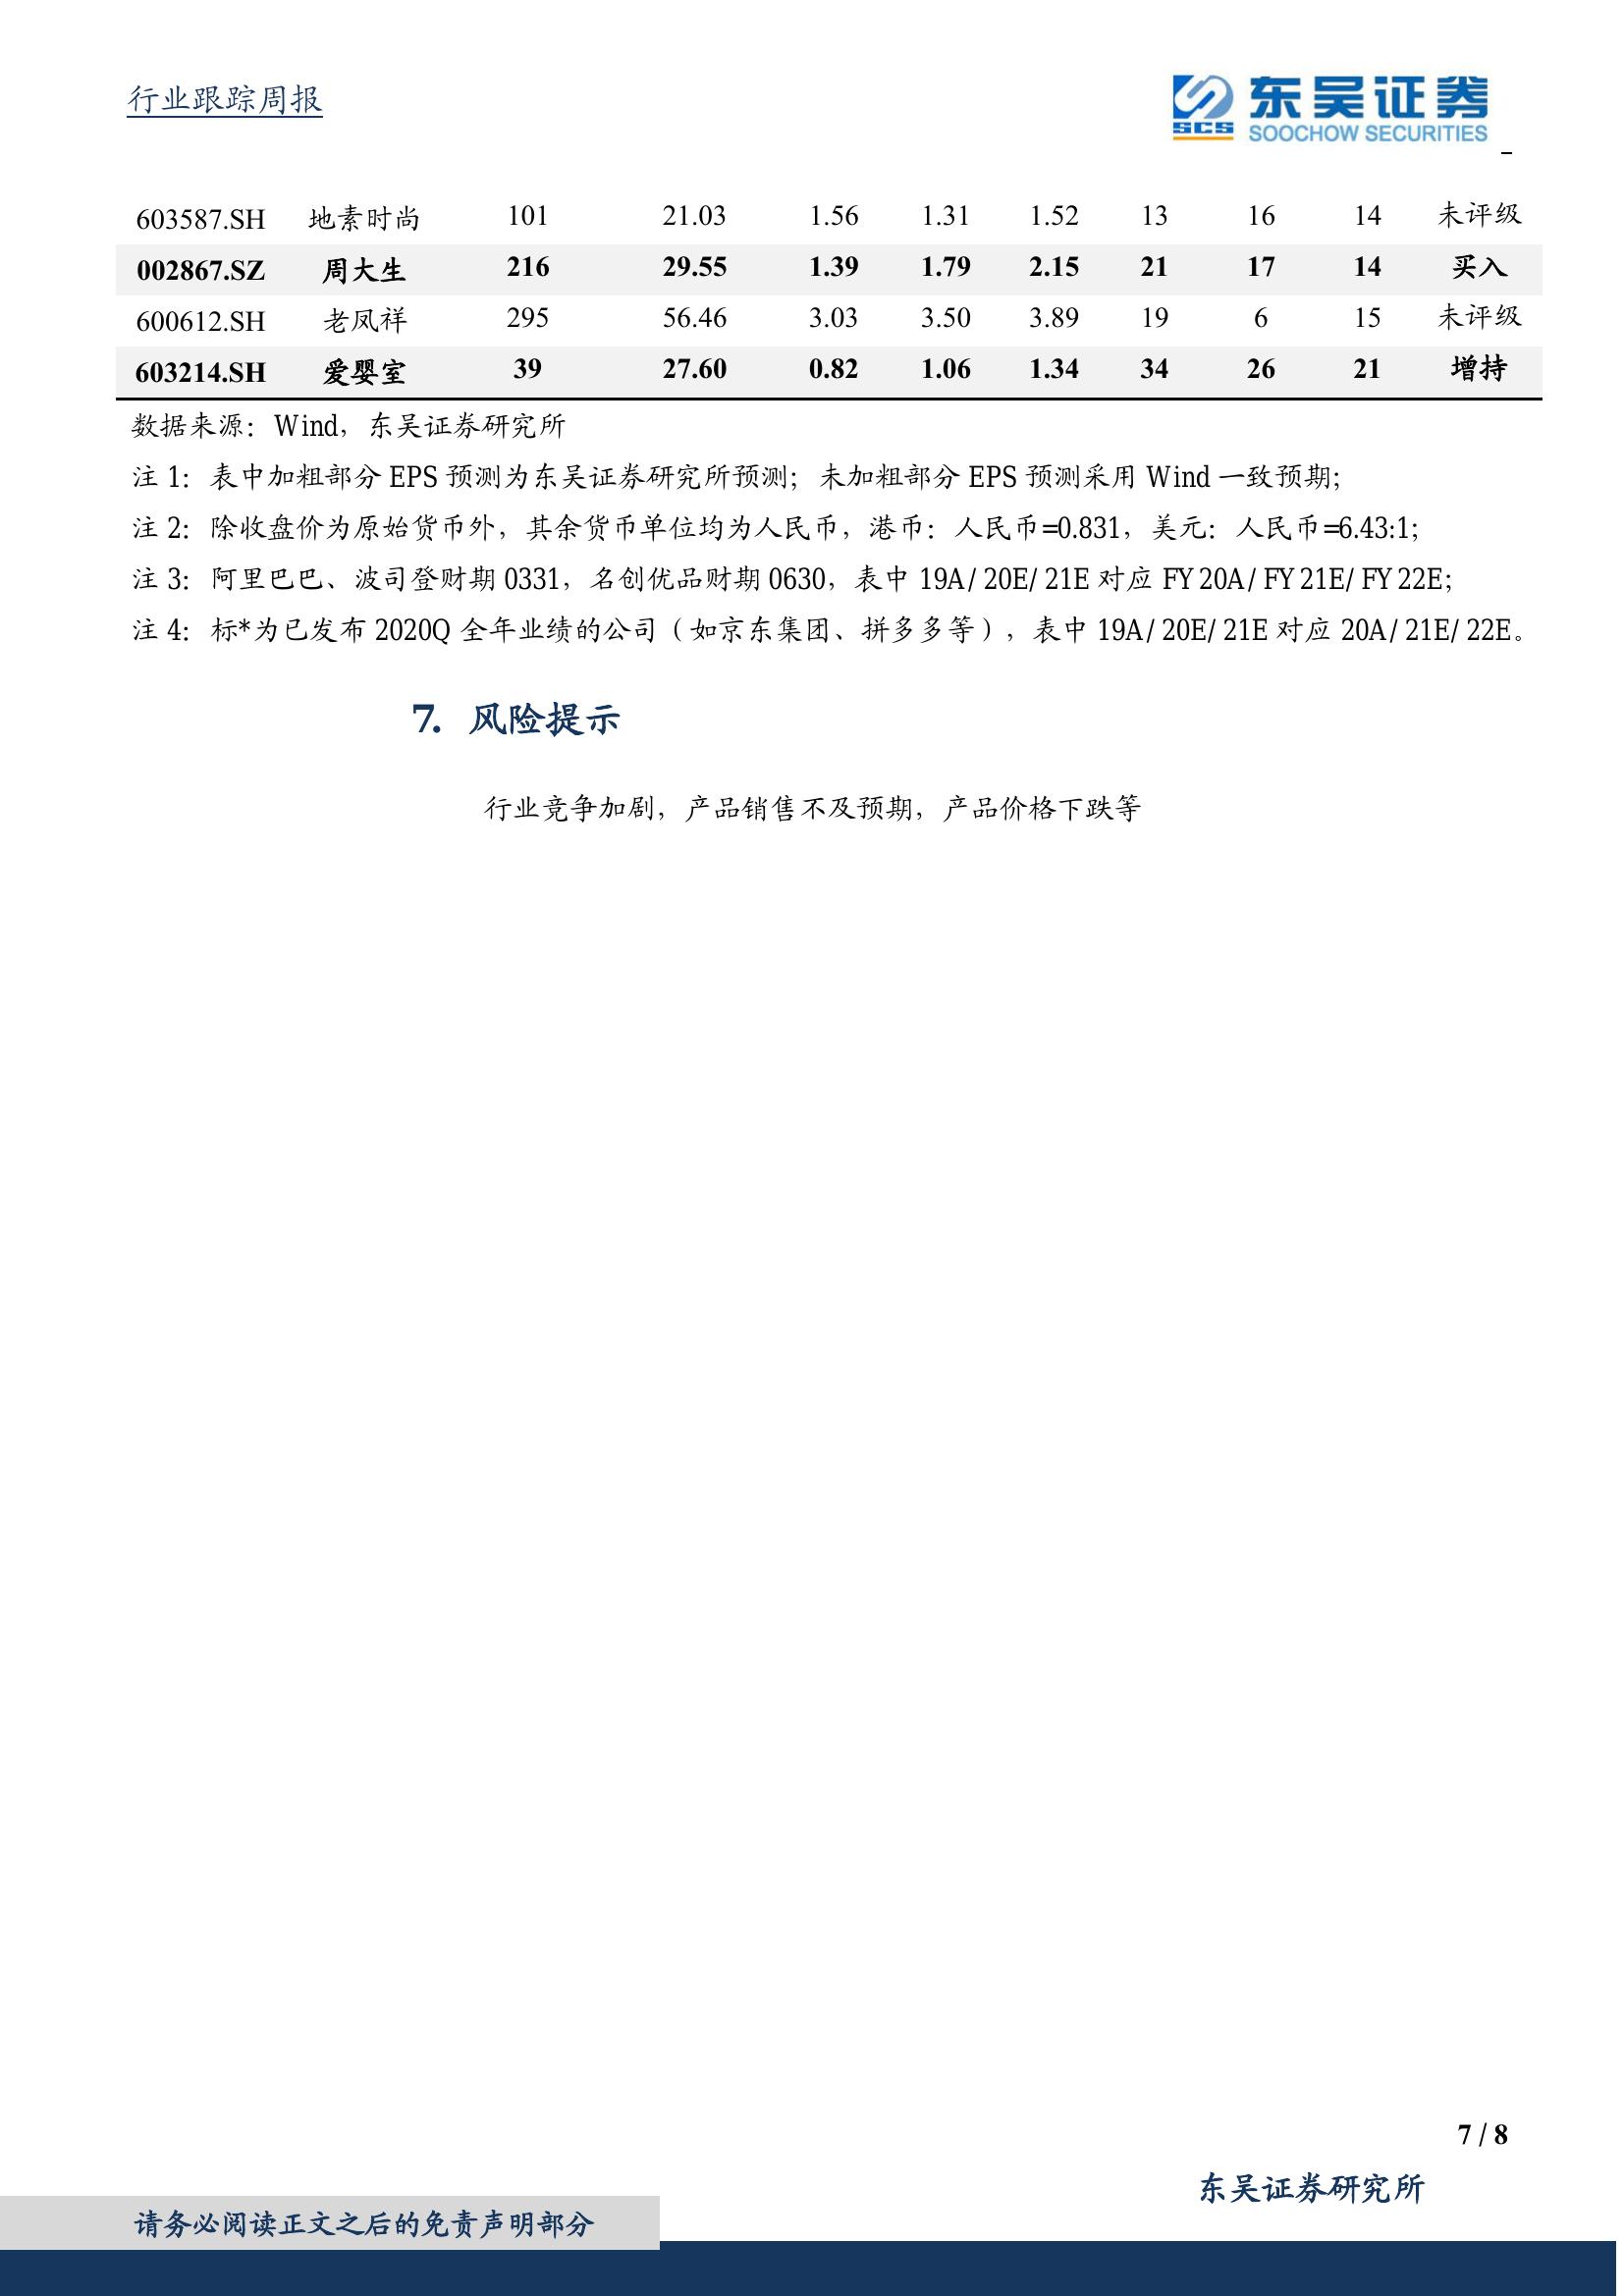 行业跟踪周报
SCS 东吴证券
SOOCHOW SECURITIES
603587.SH 地素时尚 101 21.03 1.56 1.31 1.52 13 16 14 未评级
002867.SZ 周大生 216 29.55 1.39 1.79 2.15 21 17 14 买入
600612.SH 老凤祥 295 56.46 3.03 3.50 3.89 19 6 15 未评级
603214.SH 爱婴室 39 27.60 0.82 1.06 1.34 34 26 21 增持
数据来源：Wind，东吴证券研究所
注 1：表中加粗部分 EPS 预测为东吴证券研究所预测；未加粗部分 EPS 预测采用 Wind 一致预期；
注 2：除收盘价为原始货币外，其余货币单位均为人民币，港币：人民币=0.831，美元：人民币=6.43:1；
注 3：阿里巴巴、波司登财期 0331，名创优品财期 0630，表中 19A/20E/21E 对应 FY20A/FY21E/FY22E；
注 4：标*为已发布 2020Q 全年业绩的公司（如京东集团、拼多多等），表中 19A/20E/21E 对应 20A/21E/22E。
7. 风险提示
行业竞争加剧，产品销售不及预期，产品价格下跌等
7 / 8
东吴证券研究所
请务必阅读正文之后的免责声明部分